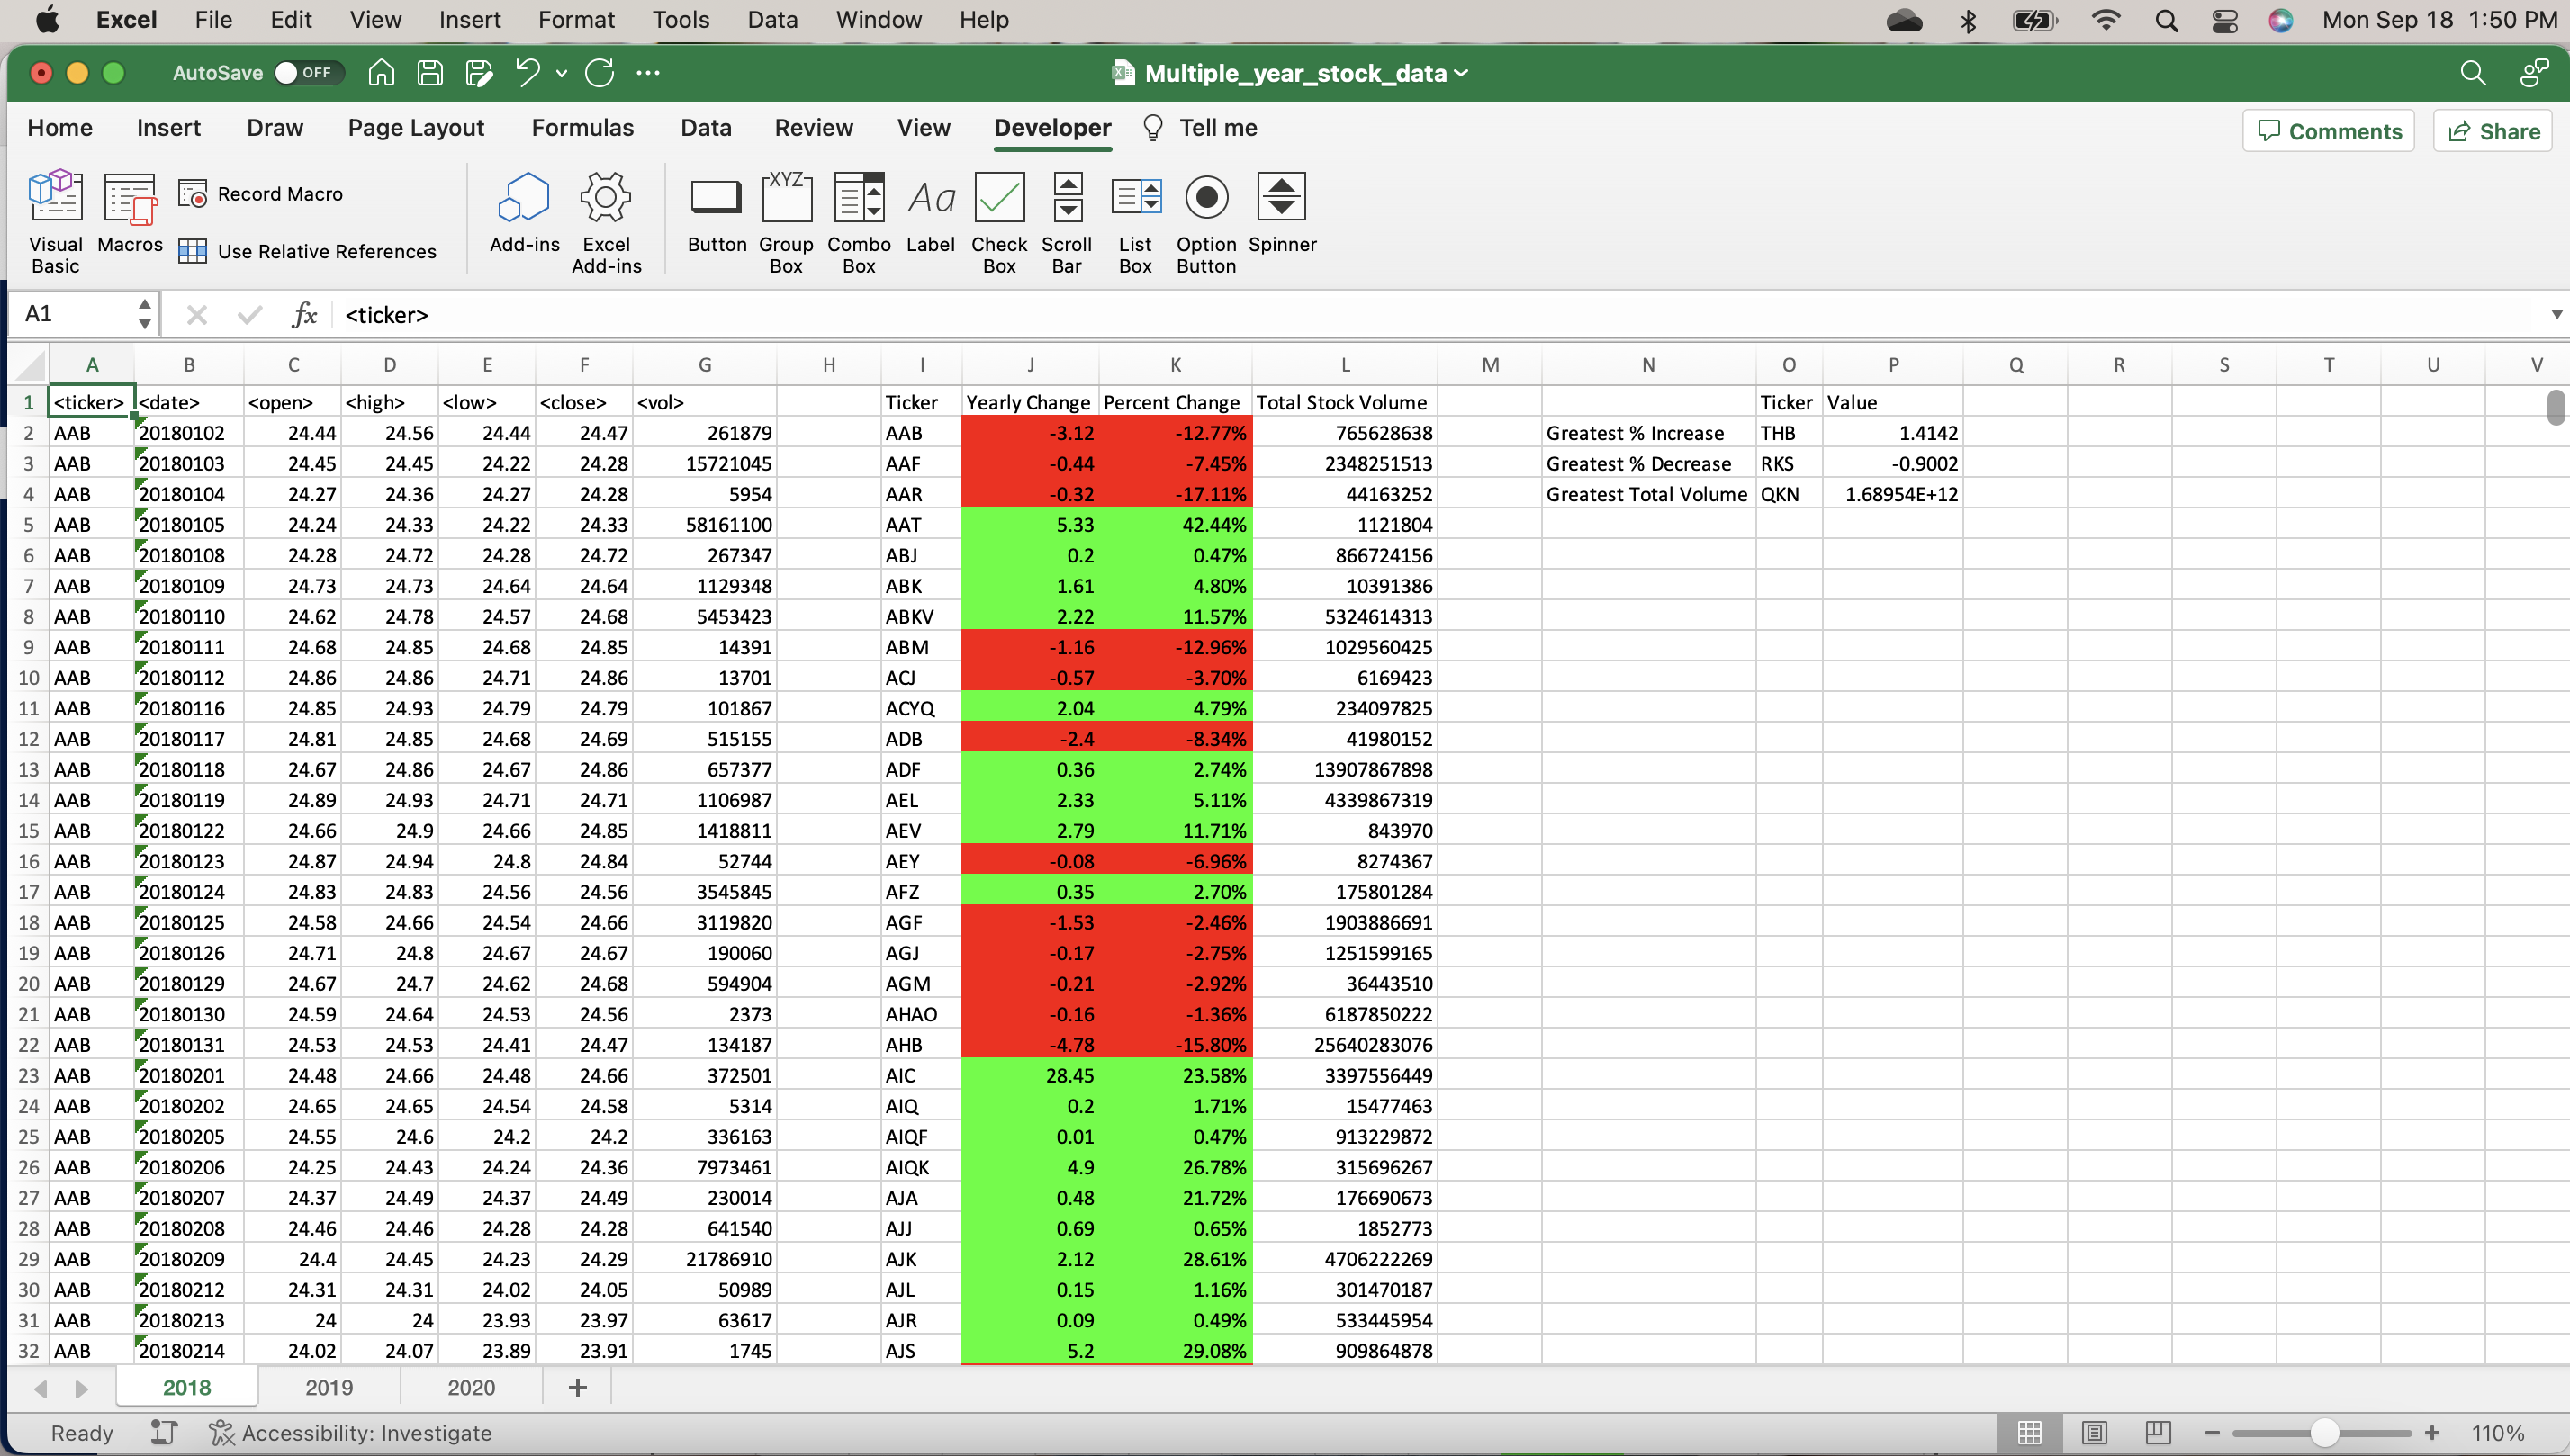 Excel File Edit View Insert Format Tools Data Window Help Mon Sep 18 1:50 PM
AutoSave OFF Multiple_year_stock_data
Home Insert Draw Page Layout Formulas Data Review View Developer Tell me Comments Share
Visual Basic Macros Record Macro Use Relative References Add-ins Excel Add-ins Button XYZ Group Box Combo Box Aa Label Check Box Scroll Bar List Box Option Button Spinner
A1 fx <ticker>
A B C D E F G H I J K L M N O P Q R S T U V
1 <ticker> <date> <open> <high> <low> <close> <vol> Ticker Yearly Change Percent Change Total Stock Volume Ticker Value
2 AAB 20180102 24.44 24.56 24.44 24.47 261879 AAB -3.12 -12.77% 765628638 Greatest % Increase THB 1.4142
3 AAB 20180103 24.45 24.45 24.22 24.28 15721045 AAF -0.44 -7.45% 2348251513 Greatest % Decrease RKS -0.9002
4 AAB 20180104 24.27 24.36 24.27 24.28 5954 AAR -0.32 -17.11% 44163252 Greatest Total Volume QKN 1.68954E+12
5 AAB 20180105 24.24 24.33 24.22 24.33 58161100 AAT 5.33 42.44% 1121804
6 AAB 20180108 24.28 24.72 24.28 24.72 267347 ABJ 0.2 0.47% 866724156
7 AAB 20180109 24.73 24.73 24.64 24.64 1129348 ABK 1.61 4.80% 10391386
8 AAB 20180110 24.62 24.78 24.57 24.68 5453423 ABKV 2.22 11.57% 5324614313
9 AAB 20180111 24.68 24.85 24.68 24.85 14391 ABM -1.16 -12.96% 1029560425
10 AAB 20180112 24.86 24.86 24.71 24.86 13701 ACJ -0.57 -3.70% 6169423
11 AAB 20180116 24.85 24.93 24.79 24.79 101867 ACYQ 2.04 4.79% 234097825
12 AAB 20180117 24.81 24.85 24.68 24.69 515155 ADB -2.4 -8.34% 41980152
13 AAB 20180118 24.67 24.86 24.67 24.86 657377 ADF 0.36 2.74% 13907867898
14 AAB 20180119 24.89 24.93 24.71 24.71 1106987 AEL 2.33 5.11% 4339867319
15 AAB 20180122 24.66 24.9 24.66 24.85 1418811 AEV 2.79 11.71% 843970
16 AAB 20180123 24.87 24.94 24.8 24.84 52744 AEY -0.08 -6.96% 8274367
17 AAB 20180124 24.83 24.83 24.56 24.56 3545845 AFZ 0.35 2.70% 175801284
18 AAB 20180125 24.58 24.66 24.54 24.66 3119820 AGF -1.53 -2.46% 1903886691
19 AAB 20180126 24.71 24.8 24.67 24.67 190060 AGJ -0.17 -2.75% 1251599165
20 AAB 20180129 24.67 24.7 24.62 24.68 594904 AGM -0.21 -2.92% 36443510
21 AAB 20180130 24.59 24.64 24.53 24.56 2373 AHAO -0.16 -1.36% 6187850222
22 AAB 20180131 24.53 24.53 24.41 24.47 134187 AHB -4.78 -15.80% 25640283076
23 AAB 20180201 24.48 24.66 24.48 24.66 372501 AIC 28.45 23.58% 3397556449
24 AAB 20180202 24.65 24.65 24.54 24.58 5314 AIQ 0.2 1.71% 15477463
25 AAB 20180205 24.55 24.6 24.2 24.2 336163 AIQF 0.01 0.47% 913229872
26 AAB 20180206 24.25 24.43 24.24 24.36 7973461 AIQK 4.9 26.78% 315696267
27 AAB 20180207 24.37 24.49 24.37 24.49 230014 AJA 0.48 21.72% 176690673
28 AAB 20180208 24.46 24.46 24.28 24.28 641540 AJJ 0.69 0.65% 1852773
29 AAB 20180209 24.4 24.45 24.23 24.29 21786910 AJK 2.12 28.61% 4706222269
30 AAB 20180212 24.31 24.31 24.02 24.05 50989 AJL 0.15 1.16% 301470187
31 AAB 20180213 24 24 23.93 23.97 63617 AJR 0.09 0.49% 533445954
32 AAB 20180214 24.02 24.07 23.89 23.91 1745 AJS 5.2 29.08% 909864878
2018 2019 2020 +
Ready Accessibility: Investigate 110%